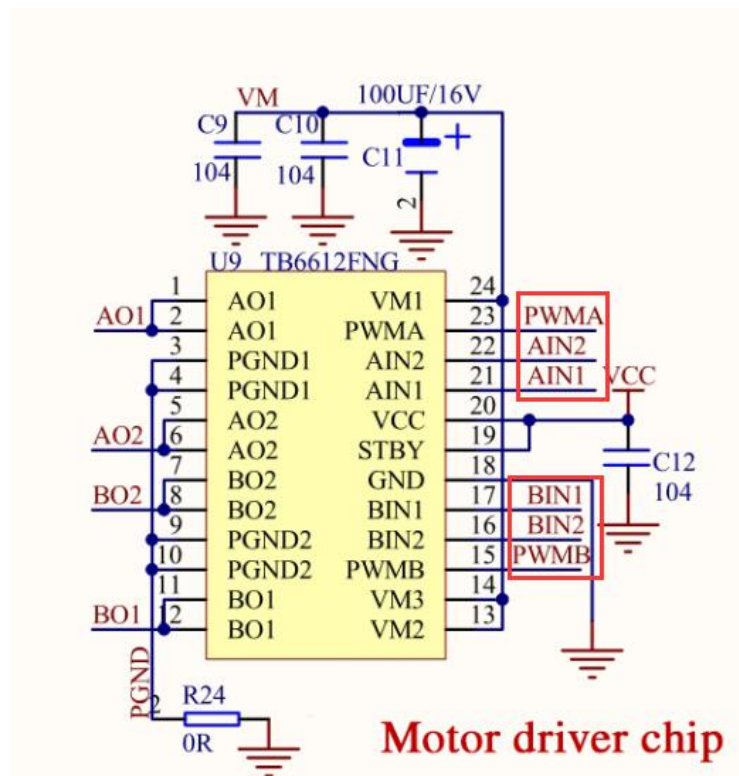 VM 100UF/16V
C9 C10
C11
104 104
2
U9 TB6612FNG
1 AO1 VM1 24
AO1 2 AO1 PWMA 23 PWMA
3 PGND1 AIN2 22 AIN2
4 PGND1 AIN1 21 AIN1 VCC
5 AO2 VCC 20
AO2 6 AO2 STBY 19
7 BO2 GND 18 C12
BO2 8 BO2 BIN1 17 BIN1 104
9 PGND2 BIN2 16 BIN2
10 PGND2 PWMB 15 PWMB
11 BO1 VM3 14
BO1 12 BO1 VM2 13
PGND
2
R24
0R
Motor driver chip